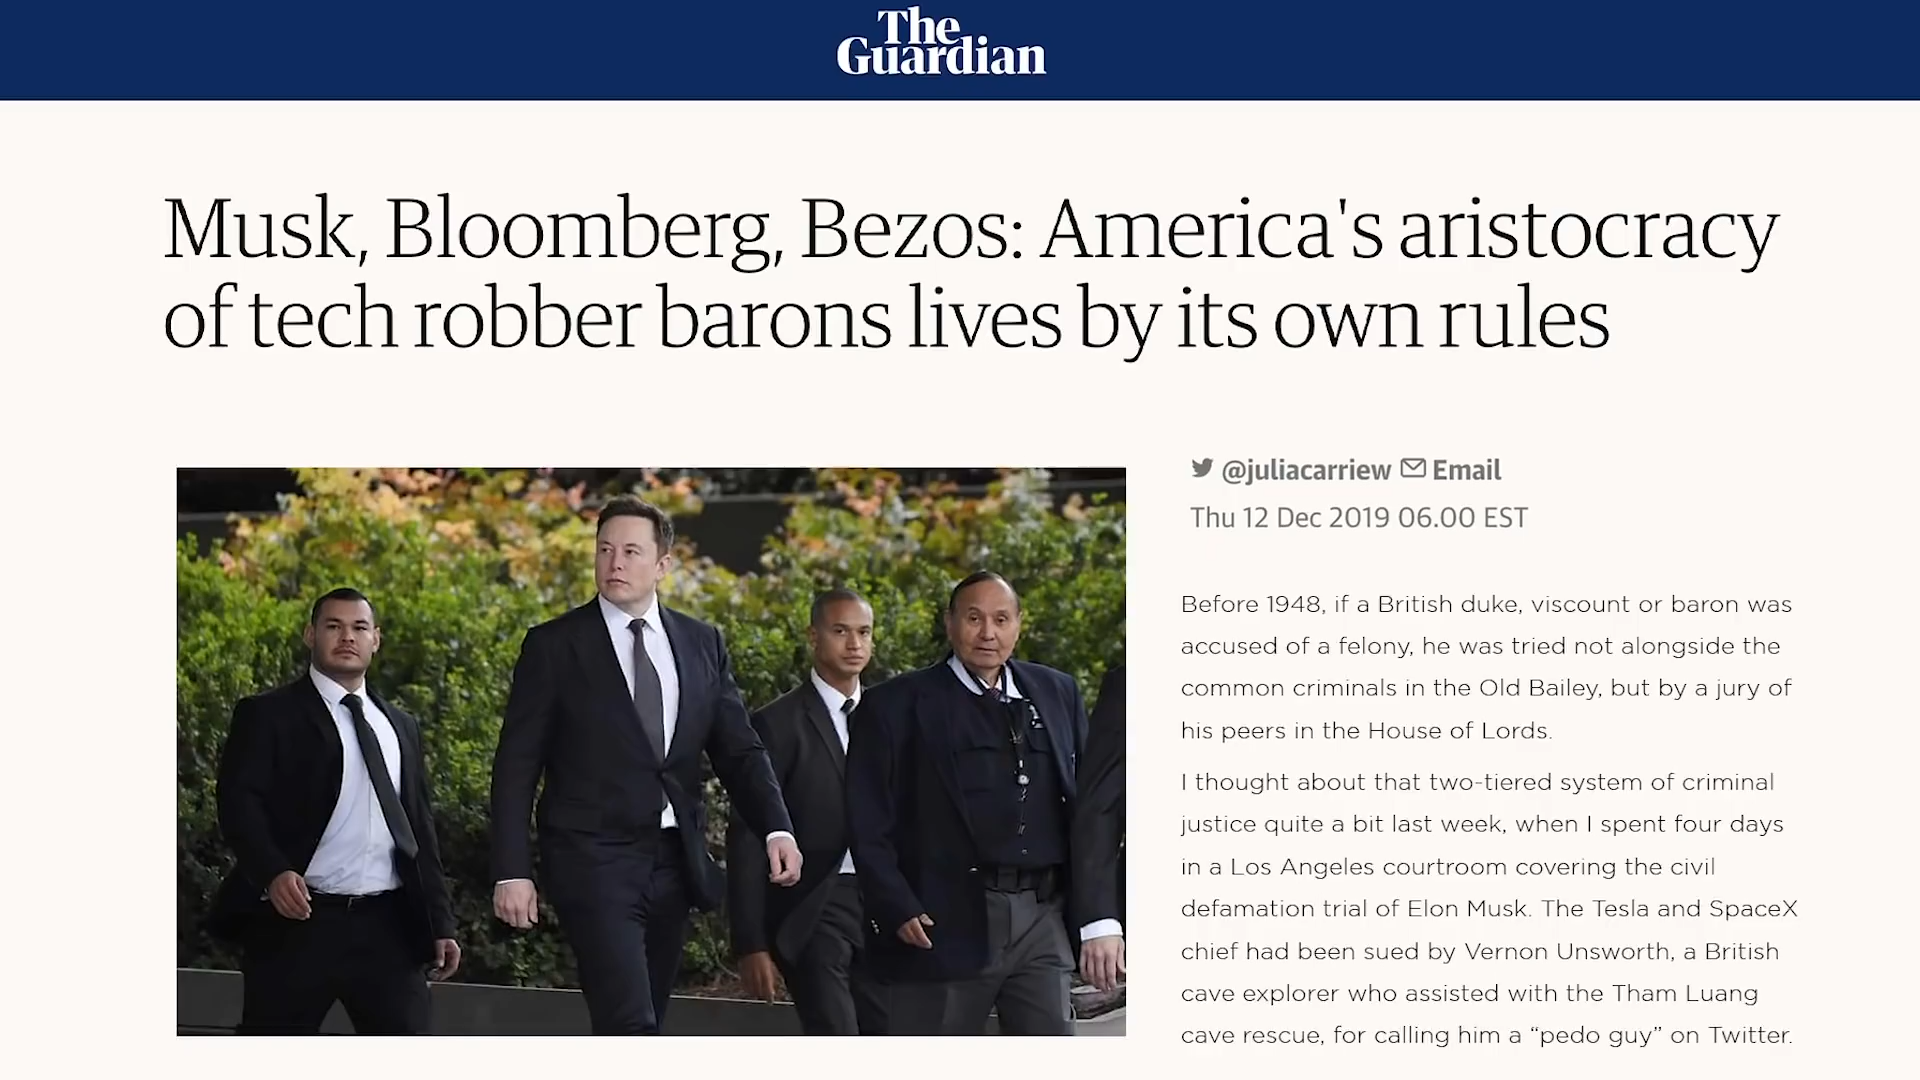 The
Guardian
Musk, Bloomberg, Bezos: America's aristocracy
of tech robber barons lives by its own rules
@juliacarriew Email
Thu 12 Dec 2019 06.00 EST
Before 1948, if a British duke, viscount or baron was
accused of a felony, he was tried not alongside the
common criminals in the Old Bailey, but by a jury of
his peers in the House of Lords.
I thought about that two-tiered system of criminal
justice quite a bit last week, when I spent four days
in a Los Angeles courtroom covering the civil
defamation trial of Elon Musk. The Tesla and SpaceX
chief had been sued by Vernon Unsworth, a British
cave explorer who assisted with the Tham Luang
cave rescue, for calling him a “pedo guy” on Twitter.